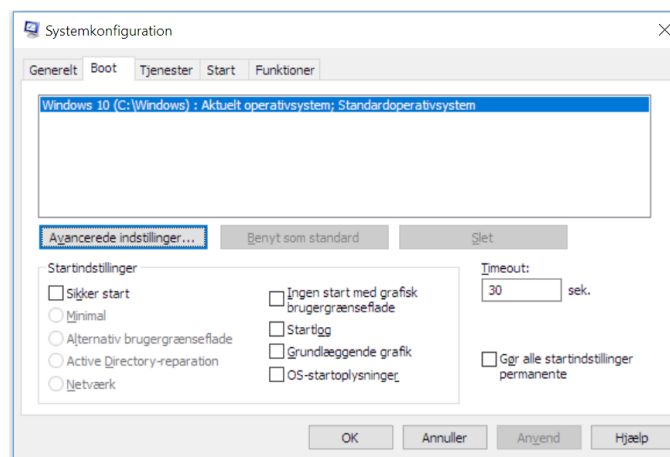 Systemkonfiguration
Generelt Boot Tjenester Start Funktioner
Windows 10 (C:\Windows) : Aktuelt operativsystem; Standardoperativsystem
Avancerede indstillinger... Benyt som standard Slet
Startindstillinger
Timeout:
Sikker start
Minimal
Alternativ brugergrænseflade
Active Directory-reparation
Netværk
Ingen start med grafisk
brugergrænseflade
Startlog
Grundlæggende grafik
OS-startoplysninger
30 sek.
Gør alle startindstillinger
permanente
OK Annuller Anvend Hjælp